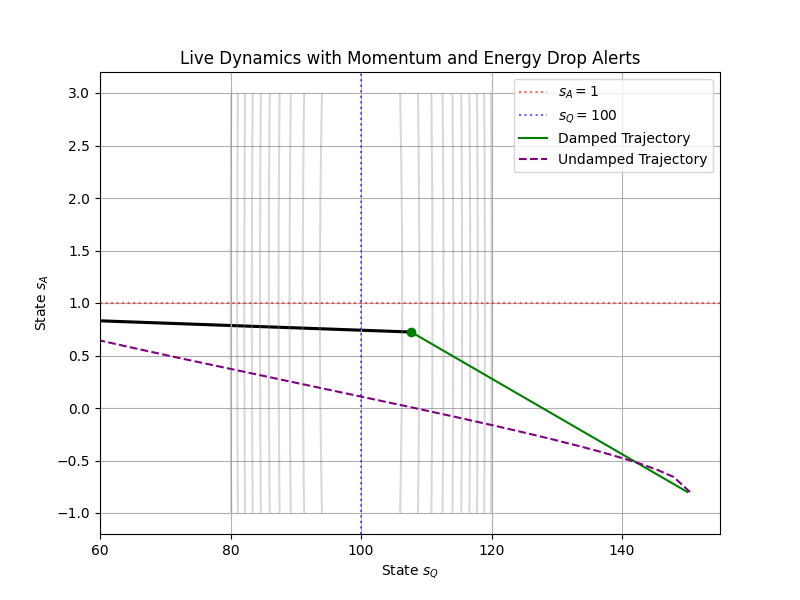 Live Dynamics with Momentum and Energy Drop Alerts
3.0
2.5
2.0
1.5
1.0
0.5
0.0
−0.5
−1.0
State s_A
s_A = 1
s_Q = 100
Damped Trajectory
Undamped Trajectory
60 80 100 120 140
State s_Q